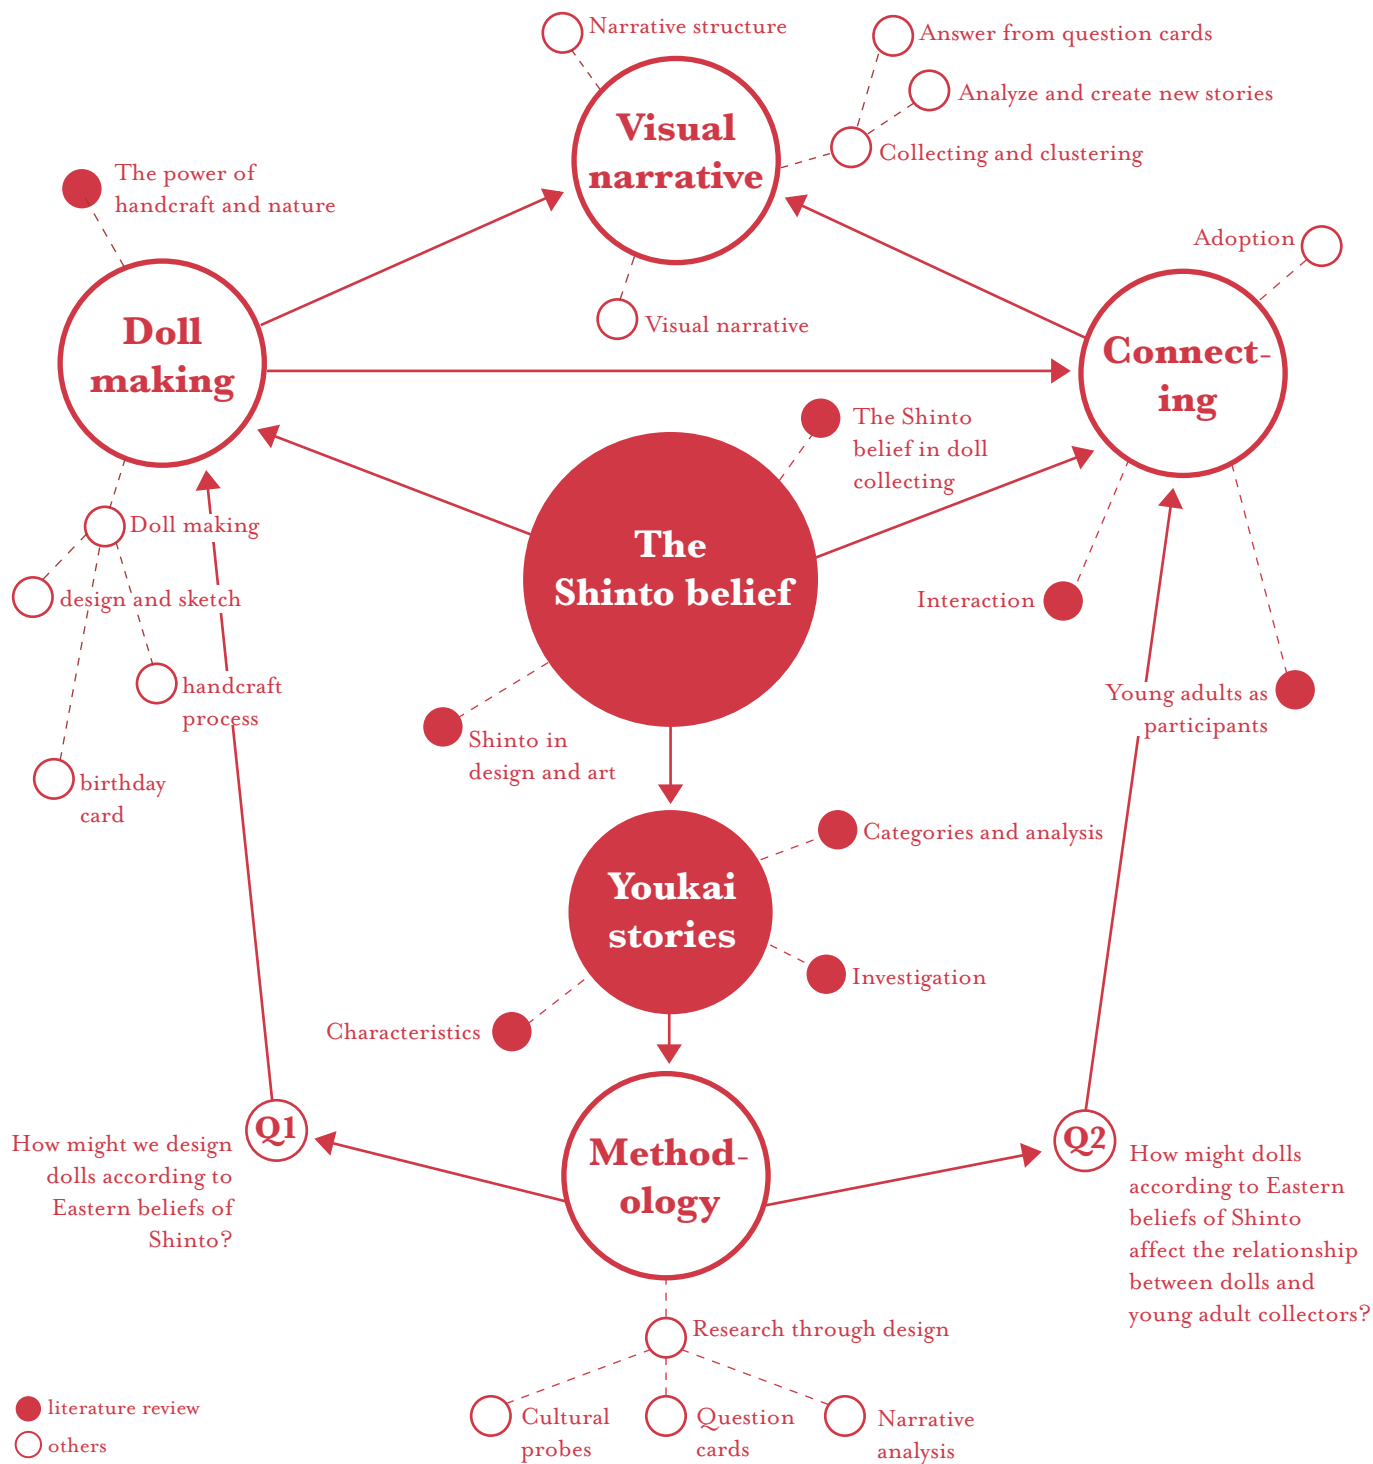 Narrative structure
Answer from question cards
Analyze and create new stories
Collecting and clustering
Visual
narrative
Visual narrative
The power of
handcraft and nature
Doll
making
Adoption
Connect-
ing
The Shinto
belief in doll
collecting
The
Shinto belief
Doll making
design and sketch
handcraft
process
birthday
card
Interaction
Young adults as
participants
Shinto in
design and art
Youkai
stories
Categories and analysis
Investigation
Characteristics
Q1
How might we design
dolls according to
Eastern beliefs of
Shinto?
Method-
ology
Q2
How might dolls
according to Eastern
beliefs of Shinto
affect the relationship
between dolls and
young adult collectors?
Research through design
Cultural
probes
Question
cards
Narrative
analysis
literature review
others